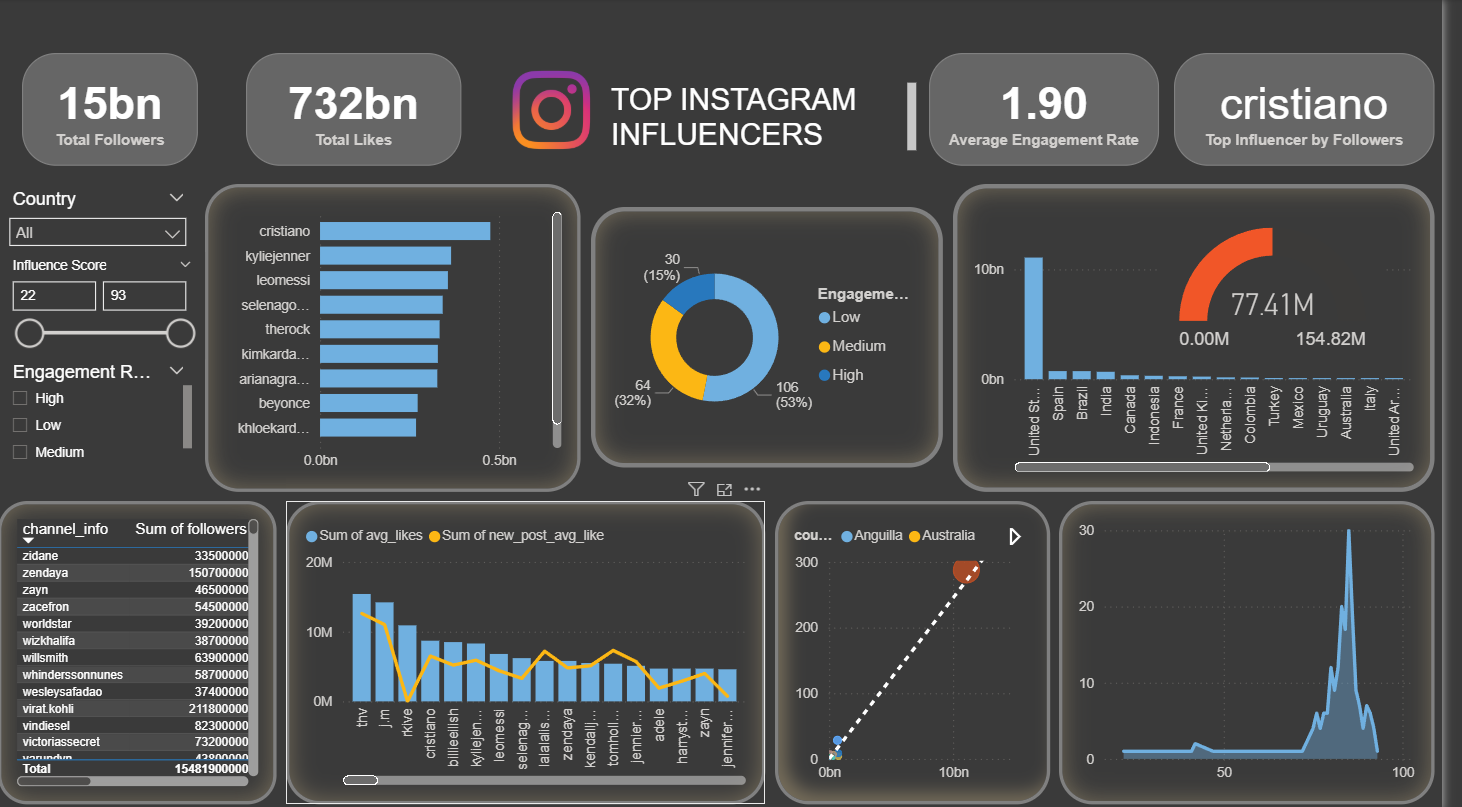 15bn
Total Followers
732bn
Total Likes
TOP INSTAGRAM
INFLUENCERS
1.90
Average Engagement Rate
cristiano
Top Influencer by Followers
Country
All
Influence Score
22
93
Engagement R...
High
Low
Medium
cristiano
kyliejenner
leomessi
selenago...
therock
kimkarda...
arianagra...
beyonce
khloekard...
0.0bn
0.5bn
30
(15%)
64
(32%)
106
(53%)
Engageme...
Low
Medium
High
10bn
0bn
United St...
Spain
Brazil
India
Canada
Indonesia
France
United Ki...
Netherla...
Colombia
Turkey
Mexico
Uruguay
Australia
Italy
United Ar...
77.41M
0.00M
154.82M
channel_info Sum of followers
zidane 33500000
zendaya 150700000
zayn 46500000
zacefron 54500000
worldstar 39200000
wizkhalifa 38700000
willsmith 63900000
whinderssonnunes 58700000
wesleysafadao 37400000
virat.kohli 211800000
vindiesel 82300000
victoriassecret 73200000
Total 15481900000
Sum of avg_likes Sum of new_post_avg_like
20M
10M
0M
thv
j.m
rkive
cristiano
billieeilish
kyliejen...
leomessi
selenag...
lalalalis...
zendaya
kendallj...
tomholl...
jennier...
adele
harryst...
zayn
jennifer...
cou... Anguilla Australia
300
200
100
0
0bn
10bn
30
20
10
0
50
100